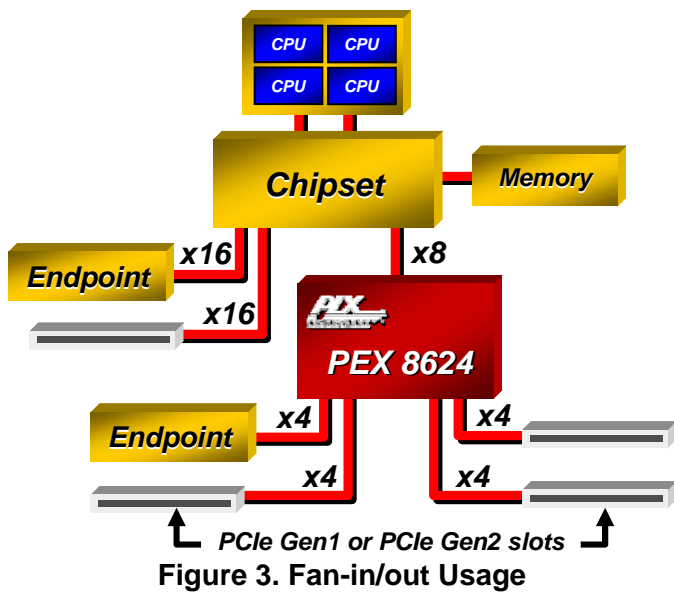 CPU CPU
CPU CPU
Chipset
Memory
x16
x8
Endpoint
x16
PLX
PEX 8624
x4
x4
Endpoint
x4
x4
PCIe Gen1 or PCIe Gen2 slots
Figure 3. Fan-in/out Usage